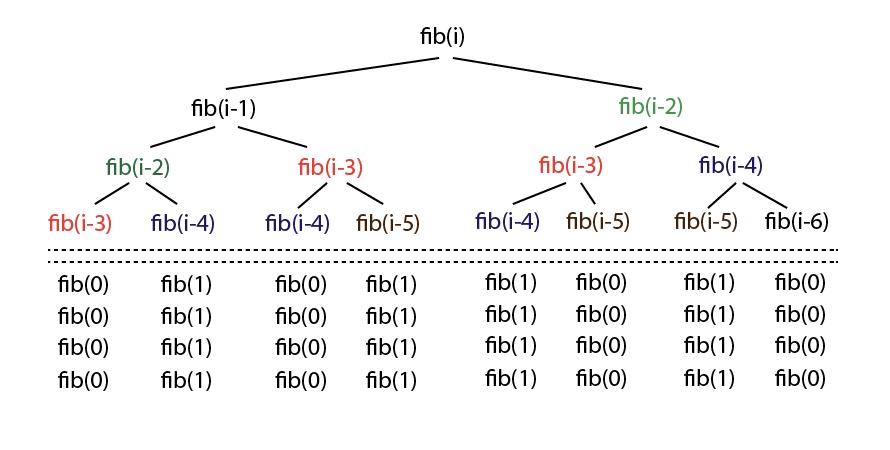 fib(i)
fib(i-1) fib(i-2)
fib(i-2) fib(i-3) fib(i-3) fib(i-4)
fib(i-3) fib(i-4) fib(i-4) fib(i-5) fib(i-4) fib(i-5) fib(i-5) fib(i-6)
fib(0) fib(1) fib(0) fib(1) fib(1) fib(0) fib(1) fib(0)
fib(0) fib(1) fib(0) fib(1) fib(1) fib(0) fib(1) fib(0)
fib(0) fib(1) fib(0) fib(1) fib(1) fib(0) fib(1) fib(0)
fib(0) fib(1) fib(0) fib(1) fib(1) fib(0) fib(1) fib(0)